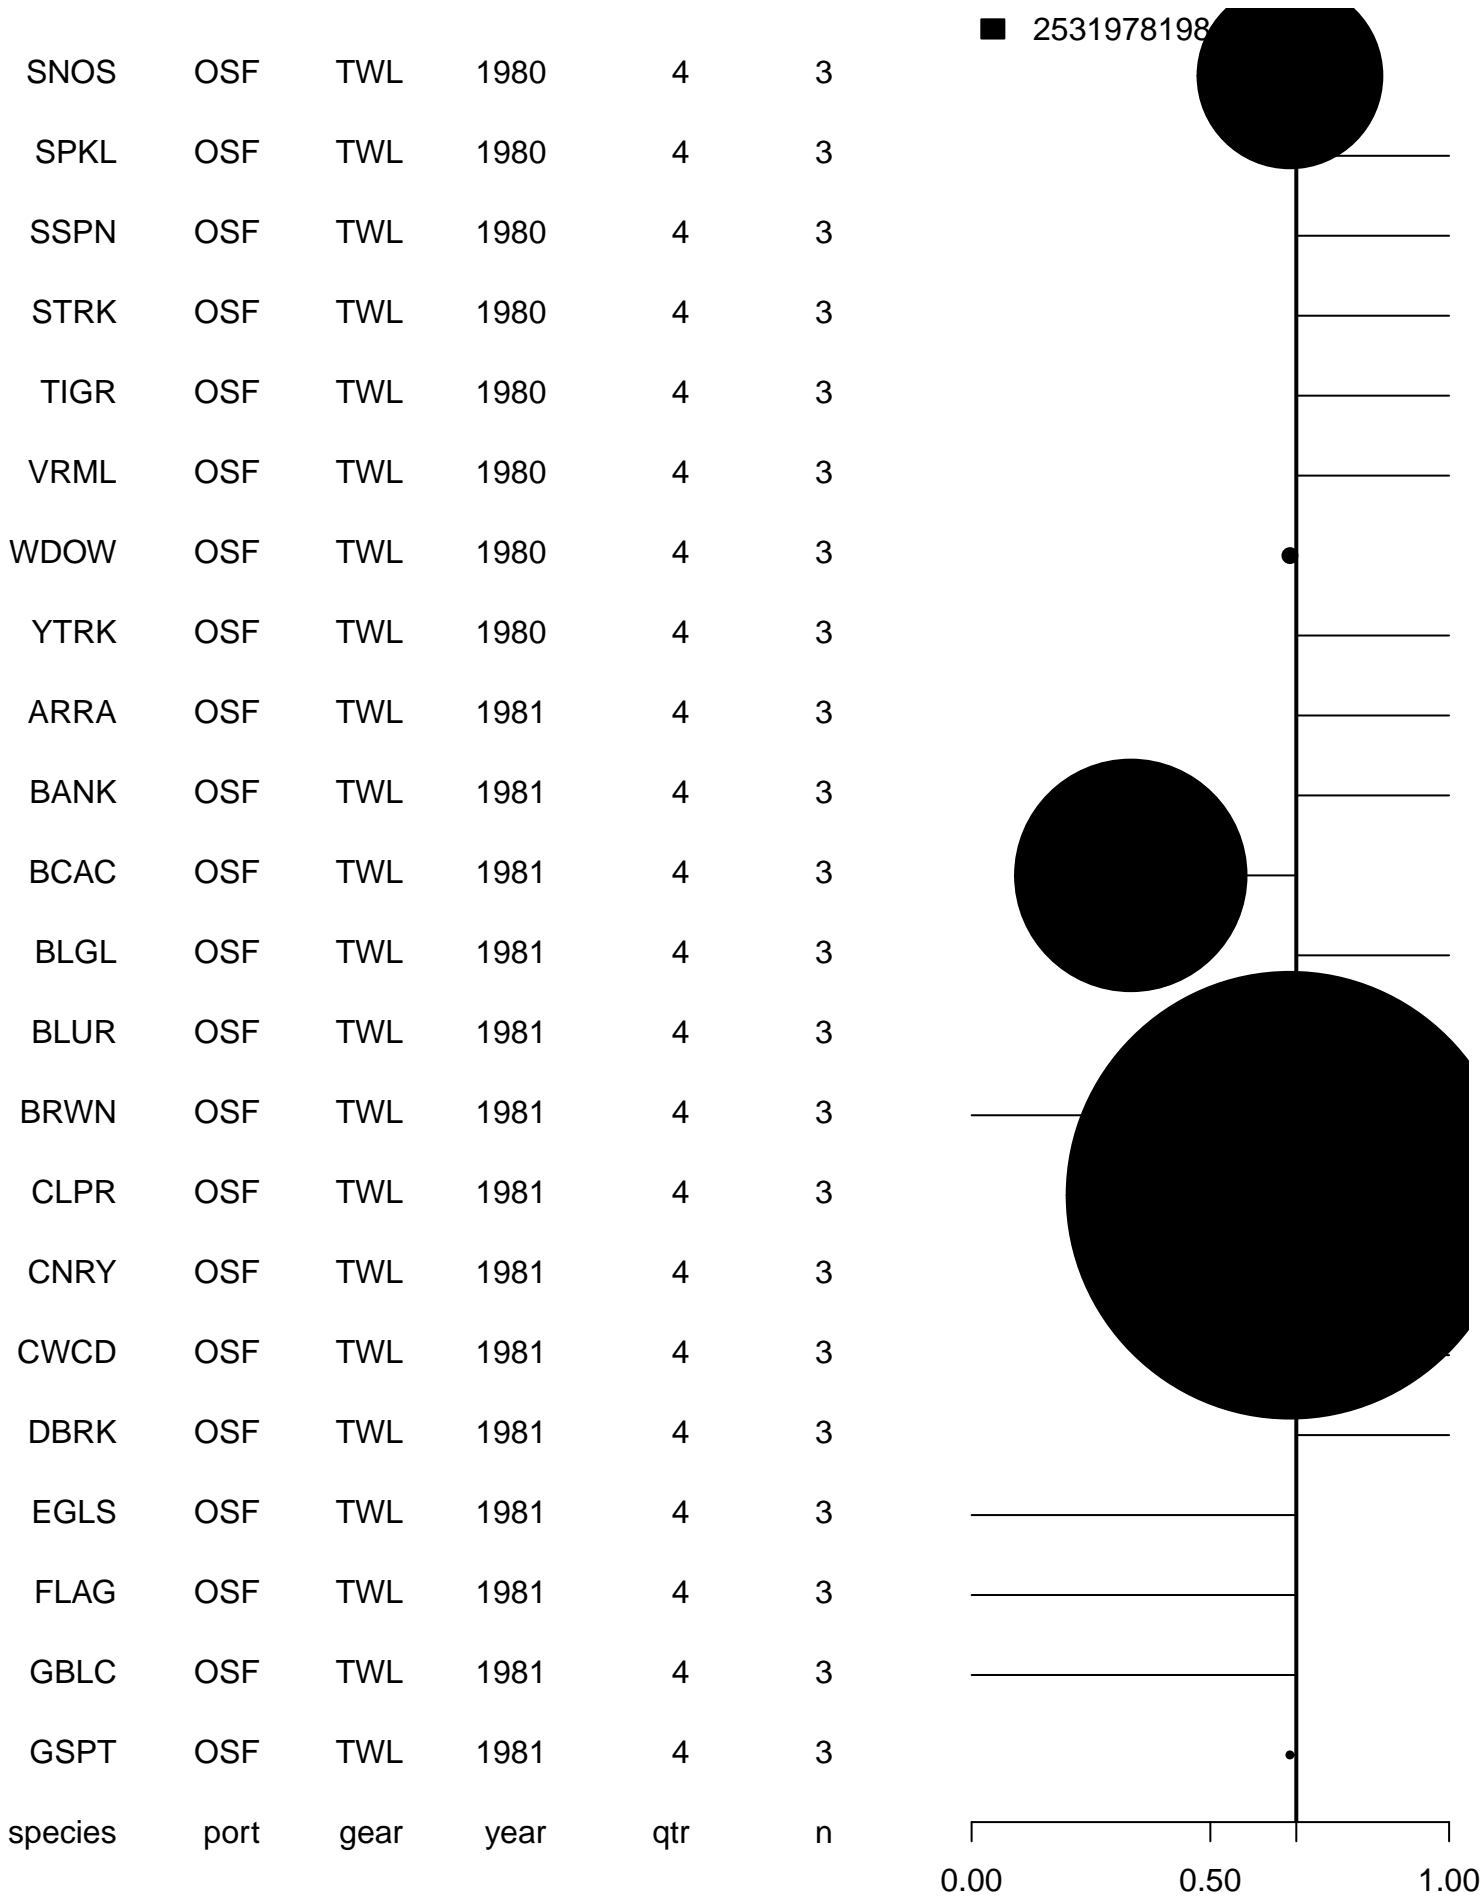 2531978198
SNOS OSF TWL 1980 4 3
SPKL OSF TWL 1980 4 3
SSPN OSF TWL 1980 4 3
STRK OSF TWL 1980 4 3
TIGR OSF TWL 1980 4 3
VRML OSF TWL 1980 4 3
WDOW OSF TWL 1980 4 3
YTRK OSF TWL 1980 4 3
ARRA OSF TWL 1981 4 3
BANK OSF TWL 1981 4 3
BCAC OSF TWL 1981 4 3
BLGL OSF TWL 1981 4 3
BLUR OSF TWL 1981 4 3
BRWN OSF TWL 1981 4 3
CLPR OSF TWL 1981 4 3
CNRY OSF TWL 1981 4 3
CWCD OSF TWL 1981 4 3
DBRK OSF TWL 1981 4 3
EGLS OSF TWL 1981 4 3
FLAG OSF TWL 1981 4 3
GBLC OSF TWL 1981 4 3
GSPT OSF TWL 1981 4 3
species port gear year qtr n
0.00 0.50 1.00